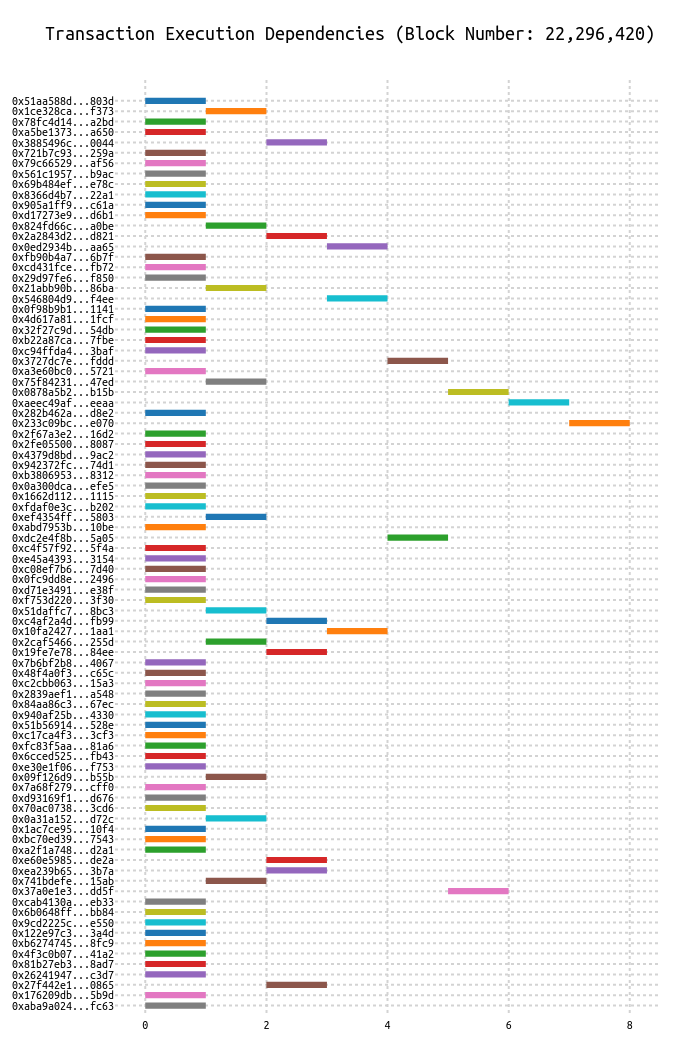 Transaction Execution Dependencies (Block Number: 22,296,420)
0x51aa588d...803d
0x1ce328ca...f373
0x78fc4d14...a2bd
0xa5be1373...a650
0x3885496c...0044
0x721b7c93...259a
0x79c66529...af56
0x561c1957...b9ac
0x69b484ef...e78c
0x8366d4b7...22a1
0x905a1ff9...c61a
0xd17273e9...d6b1
0x824fd66c...a0be
0x2a2843d2...d821
0x0ed2934b...aa65
0xfb90b4a7...6b7f
0xcd431fce...fb72
0x29d97fe6...f850
0x21abb90b...86ba
0x546804d9...f4ee
0x0f98b9b1...1141
0x4d617a81...1fcf
0x32f27c9d...54db
0xb22a87ca...7fbe
0xc94ffda4...3baf
0x3727dc7e...fddd
0xa3e60bc0...5721
0x75f84231...47ed
0x0878a5b2...b15b
0xaeec49af...eeaa
0x282b462a...d8e2
0x233c09bc...e070
0x2f67a3e2...16d2
0x2fe05500...8087
0x4379d8bd...9ac2
0x942372fc...74d1
0xb3806953...8312
0x0a300dca...efe5
0x1662d112...1115
0xfdaf0e3c...b202
0xef4354ff...5803
0xabd7953b...10be
0xdc2e4f8b...5a05
0xc4f57f92...5f4a
0xe45a4393...3154
0xc08ef7b6...7d40
0x0fc9dd8e...2496
0xd71e3491...e38f
0xf753d220...3f30
0x51daffc7...8bc3
0xc4af2a4d...fb99
0x10fa2427...1aa1
0x2caf5466...255d
0x19fe7e78...84ee
0x7b6bf2b8...4067
0x48f4a0f3...c65c
0xc2cbb063...15a3
0x2839aef1...a548
0x84aa86c3...67ec
0x940af25b...4330
0x51b56914...528e
0xc17ca4f3...3cf3
0xfc83f5aa...81a6
0x6cced525...fb43
0xe30e1f06...f753
0x09f126d9...b55b
0x7a68f279...cff0
0xd93169f1...d676
0x70ac0738...3cd6
0x0a31a152...d72c
0x1ac7ce95...10f4
0xbc70ed39...7543
0xa2f1a748...d2a1
0xe60e5985...de2a
0xea239b65...3b7a
0x741bdefe...15ab
0x37a0e1e3...dd5f
0xcab4130a...eb33
0x6b0648ff...bb84
0x9cd2225c...e550
0x122e97c3...3a4d
0xb6274745...8fc9
0x4f3c0b07...41a2
0x81b27eb3...8ad7
0x26241947...c3d7
0x27f442e1...0865
0x176209db...5b9d
0xaba9a024...fc63
0 2 4 6 8